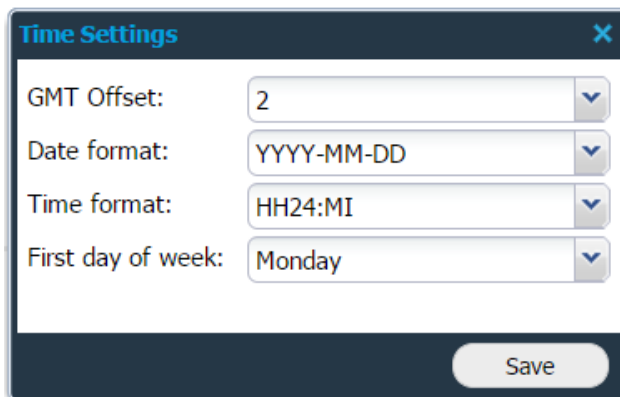 Time Settings
GMT Offset: 2
Date format: YYYY-MM-DD
Time format: HH24:MI
First day of week: Monday
Save